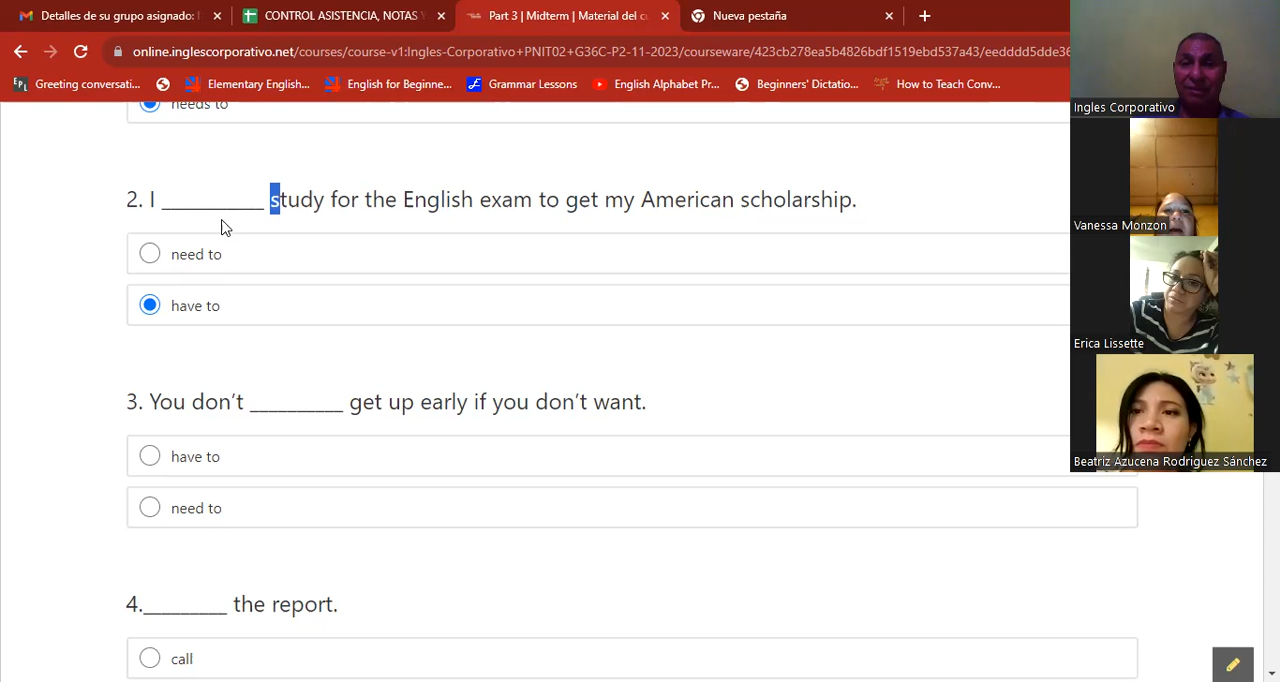 Detalles de su grupo asignado:
CONTROL ASISTENCIA, NOTAS Y
Part 3 | Midterm | Material del cu
Nueva pestaña
online.inglescorporativo.net/courses/course-v1:Ingles-Corporativo+PNIT02+G36C-P2-11-2023/courseware/423cb278ea5b4826bdf1519ebd537a43/eedddd5dde36
Greeting conversati...
Elementary English...
English for Beginne...
Grammar Lessons
English Alphabet Pr...
Beginners' Dictatio...
How to Teach Conv...
needs to
2. I __________ study for the English exam to get my American scholarship.
need to
have to
3. You don't __________ get up early if you don't want.
have to
need to
4._________ the report.
call
Ingles Corporativo
Vanessa Monzon
Erica Lissette
Beatriz Azucena Rodriguez Sánchez